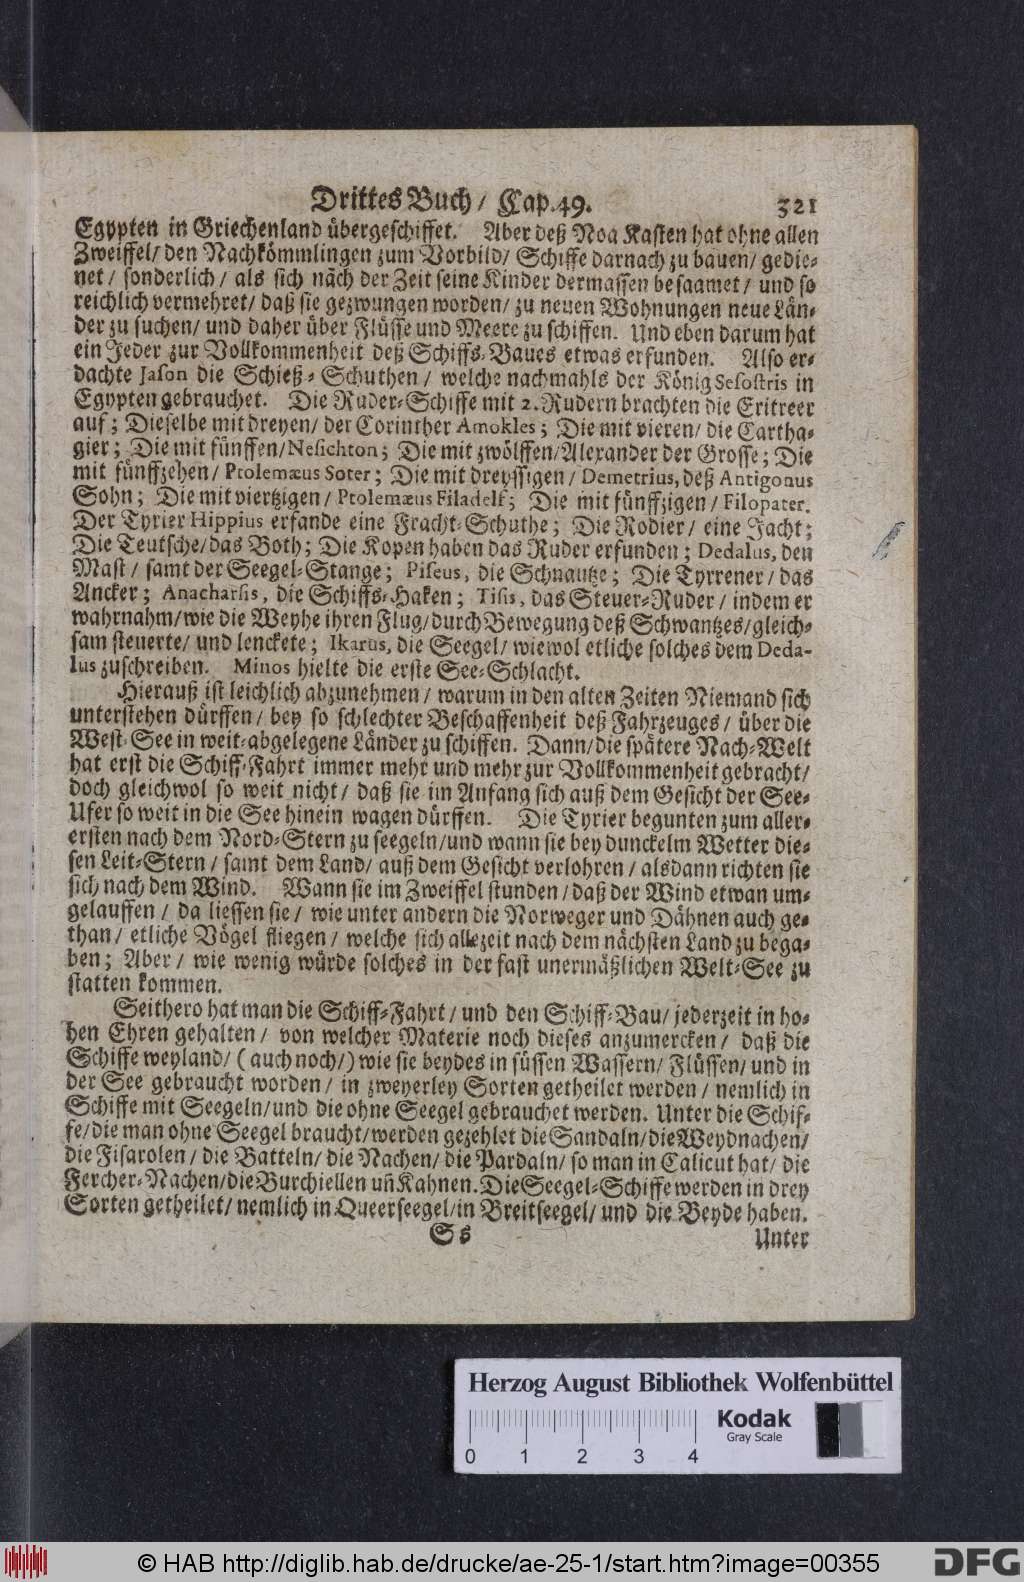 Drittes Buch / Cap. 49. 321
Egypten in Griechenland übergeschiffet. Aber deß Noa Kasten hat ohne allen
Zweiffel / den Nachkömmlingen zum Vorbild / Schiffe darnach zu bauen / gedie-
net / sonderlich / als sich näch der Zeit seine Kinder dermassen besaamet / und so
reichlich vermehret / daß sie gezwungen worden / zu neuen Wohnungen neue Län-
der zu suchen / und daher über Flüsse und Meere zu schiffen. Und eben darum hat
ein Jeder zur Vollkommenheit deß Schiffs-Baues etwas erfunden. Also er-
dachte Jason die Schieß-Schuthen / welche nachmahls der König Sesostris in
Egypten gebrauchet. Die Ruder-Schiffe mit 2. Rudern brachten die Eritreer
auf; Dieselbe mit dreyen / der Corinther Amokles; Die mit vieren / die Cartha-
gier; Die mit fünffen / Nesichton; Die mit zwölffen / Alexander der Grosse; Die
mit fünffzehen / Ptolemæus Soter; Die mit dreyssigen / Demetrius, deß Antigonus
Sohn; Die mit viertzigen / Ptolemæus Filadelf; Die mit fünffzigen / Filopater.
Der Tyrier Hippius erfande eine Fracht-Schuthe; Die Rodier / eine Jacht;
Die Teutsche / das Both; Die Kopen haben das Ruder erfunden; Dedalus, den
Mast / samt der Seegel-Stange; Piseus, die Schnautze; Die Tyrrener / das
Ancker; Anacharsis, die Schiffs-Haken; Tisis, das Steuer-Ruder / indem er
wahrnahm / wie die Weyhe ihren Flug / durch Bewegung deß Schwantzes / gleich-
sam steuerte / und lenckete; Ikarus, die Seegel / wiewol etliche solches dem Deda-
lus zuschreiben. Minos hielte die erste See-Schlacht.
Hierauß ist leichlich abzunehmen / warum in den alten Zeiten Niemand sich
unterstehen dürffen / bey so schlechter Beschaffenheit deß Fahrzeuges / über die
West-See in weit-abgelegene Länder zu schiffen. Dann / die spätere Nach-Welt
hat erst die Schiff-Fahrt immer mehr und mehr zur Vollkommenheit gebracht /
doch gleichwol so weit nicht / daß sie im Anfang sich auß dem Gesicht der See-
Ufer so weit in die See hinein wagen dürffen. Die Tyrier begunten zum aller-
ersten nach dem Nord-Stern zu seegeln / und wann sie bey dunckelm Wetter die-
sen Leit-Stern / samt dem Land / auß dem Gesicht verlohren / alsdann richten sie
sich nach dem Wind. Wann sie im Zweiffel stunden / daß der Wind etwan um-
gelauffen / da liessen sie / wie unter andern die Norweger und Dähnen auch ge-
than / etliche Vögel fliegen / welche sich allezeit nach dem nächsten Land zu bega-
ben; Aber / wie wenig würde solches in der fast unermäßlichen Welt-See zu
statten kommen.
Seithero hat man die Schiff-Fahrt / und den Schiff-Bau / jederzeit in ho-
hen Ehren gehalten / von welcher Materie noch dieses anzumercken / daß die
Schiffe weyland / (auch noch /) wie sie beydes in süssen Wassern / Flüssen / und in
der See gebraucht worden / in zweyerley Sorten getheilet werden / nemlich in
Schiffe mit Seegeln / und die ohne Seegel gebrauchet werden. Unter die Schif-
fe / die man ohne Seegel braucht / werden gezehlet die Sandaln / die Weydnachen /
die Fisarolen / die Batteln / die Nachen / die Pardaln / so man in Calicut hat / die
Fercher-Nachen / die Burchiellen uñ Kahnen. Die Seegel-Schiffe werden in drey
Sorten getheilet / nemlich in Queerseegel / in Breitseegel / und die Beyde haben.
Ss Unter
Herzog August Bibliothek Wolfenbüttel
Kodak
Gray Scale
0 1 2 3 4
© HAB http://diglib.hab.de/drucke/ae-25-1/start.htm?image=00355
DFG